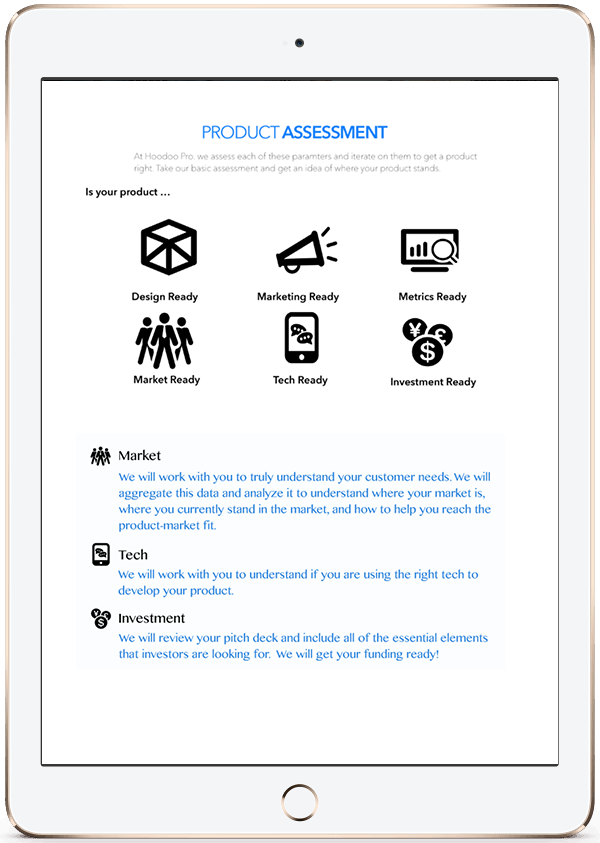 PRODUCT ASSESSMENT
At Hoodoo Pro. we assess each of these paramters and iterate on them to get a product
right. Take our basic assessment and get an idea of where your product stands.
Is your product ...
Design Ready
Marketing Ready
Metrics Ready
¥ £
$
Market Ready
Tech Ready
Investment Ready
Market
We will work with you to truly understand your customer needs. We will
aggregate this data and analyze it to understand where your market is,
where you currently stand in the market, and how to help you reach the
product-market fit.
Tech
We will work with you to understand if you are using the right tech to
develop your product.
¥ £
$
Investment
We will review your pitch deck and include all of the essential elements
that investors are looking for. We will get your funding ready!